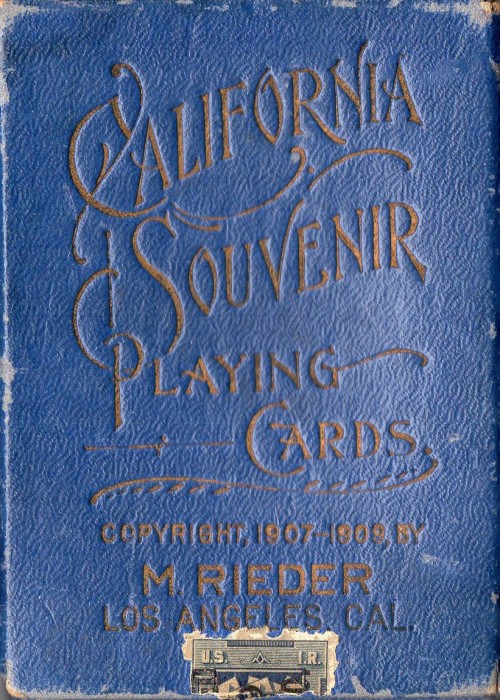 CALIFORNIA
SOUVENIR
PLAYING
CARDS.
COPYRIGHT, 1907-1909, BY
M. RIEDER
LOS ANGELES, CAL.
U.S. I.R.